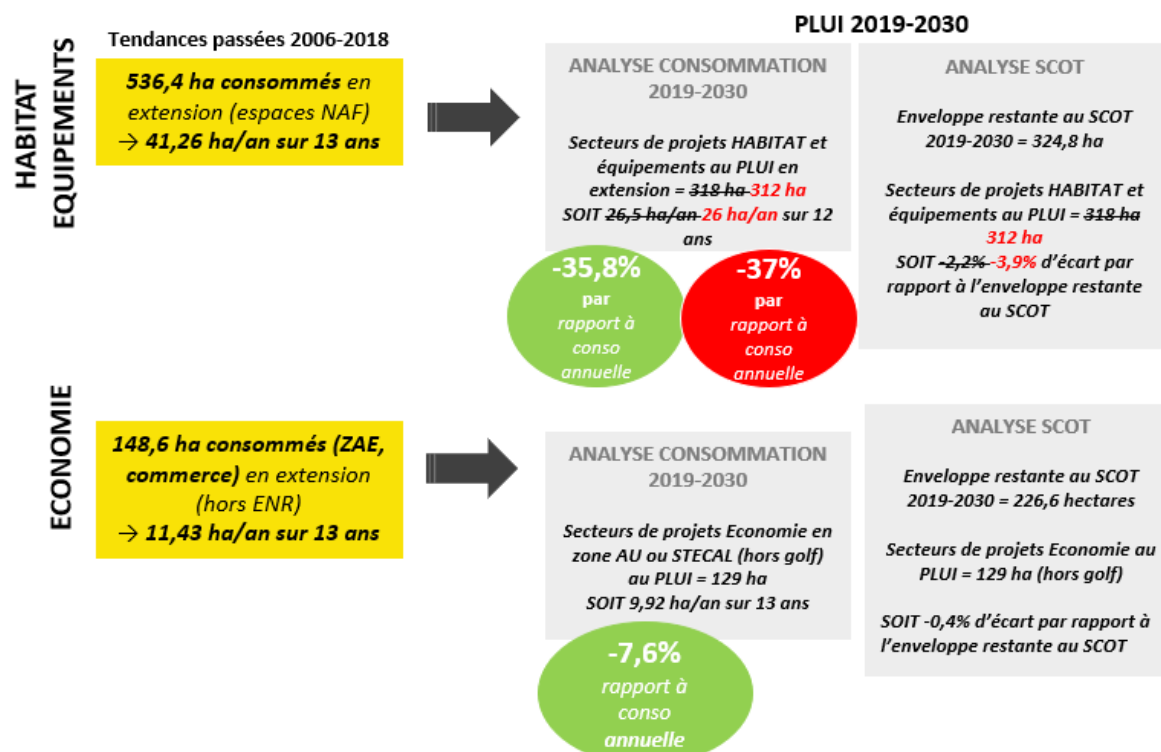 PLUI 2019-2030
HABITAT
EQUIPEMENTS
Tendances passées 2006-2018
536,4 ha consommés en
extension (espaces NAF)
→ 41,26 ha/an sur 13 ans
ANALYSE CONSOMMATION
2019-2030
Secteurs de projets HABITAT et
équipements au PLUI en
extension = 318 ha 312 ha
SOIT 26,5 ha/an 26 ha/an sur 12
ans
-35,8%
par
rapport à
conso
annuelle
-37%
par
rapport à
conso
annuelle
ANALYSE SCOT
Enveloppe restante au SCOT
2019-2030 = 324,8 ha
Secteurs de projets HABITAT et
équipements au PLUI = 318 ha
312 ha
SOIT -2,2% -3,9% d’écart par
rapport à l’enveloppe restante
au SCOT
ECONOMIE
148,6 ha consommés (ZAE,
commerce) en extension
(hors ENR)
→ 11,43 ha/an sur 13 ans
ANALYSE CONSOMMATION
2019-2030
Secteurs de projets Economie en
zone AU ou STECAL (hors golf)
au PLUI = 129 ha
SOIT 9,92 ha/an sur 13 ans
-7,6%
rapport à
conso
annuelle
ANALYSE SCOT
Enveloppe restante au SCOT
2019-2030 = 226,6 hectares
Secteurs de projets Economie au
PLUI = 129 ha (hors golf)
SOIT -0,4% d’écart par rapport à
l’enveloppe restante au SCOT